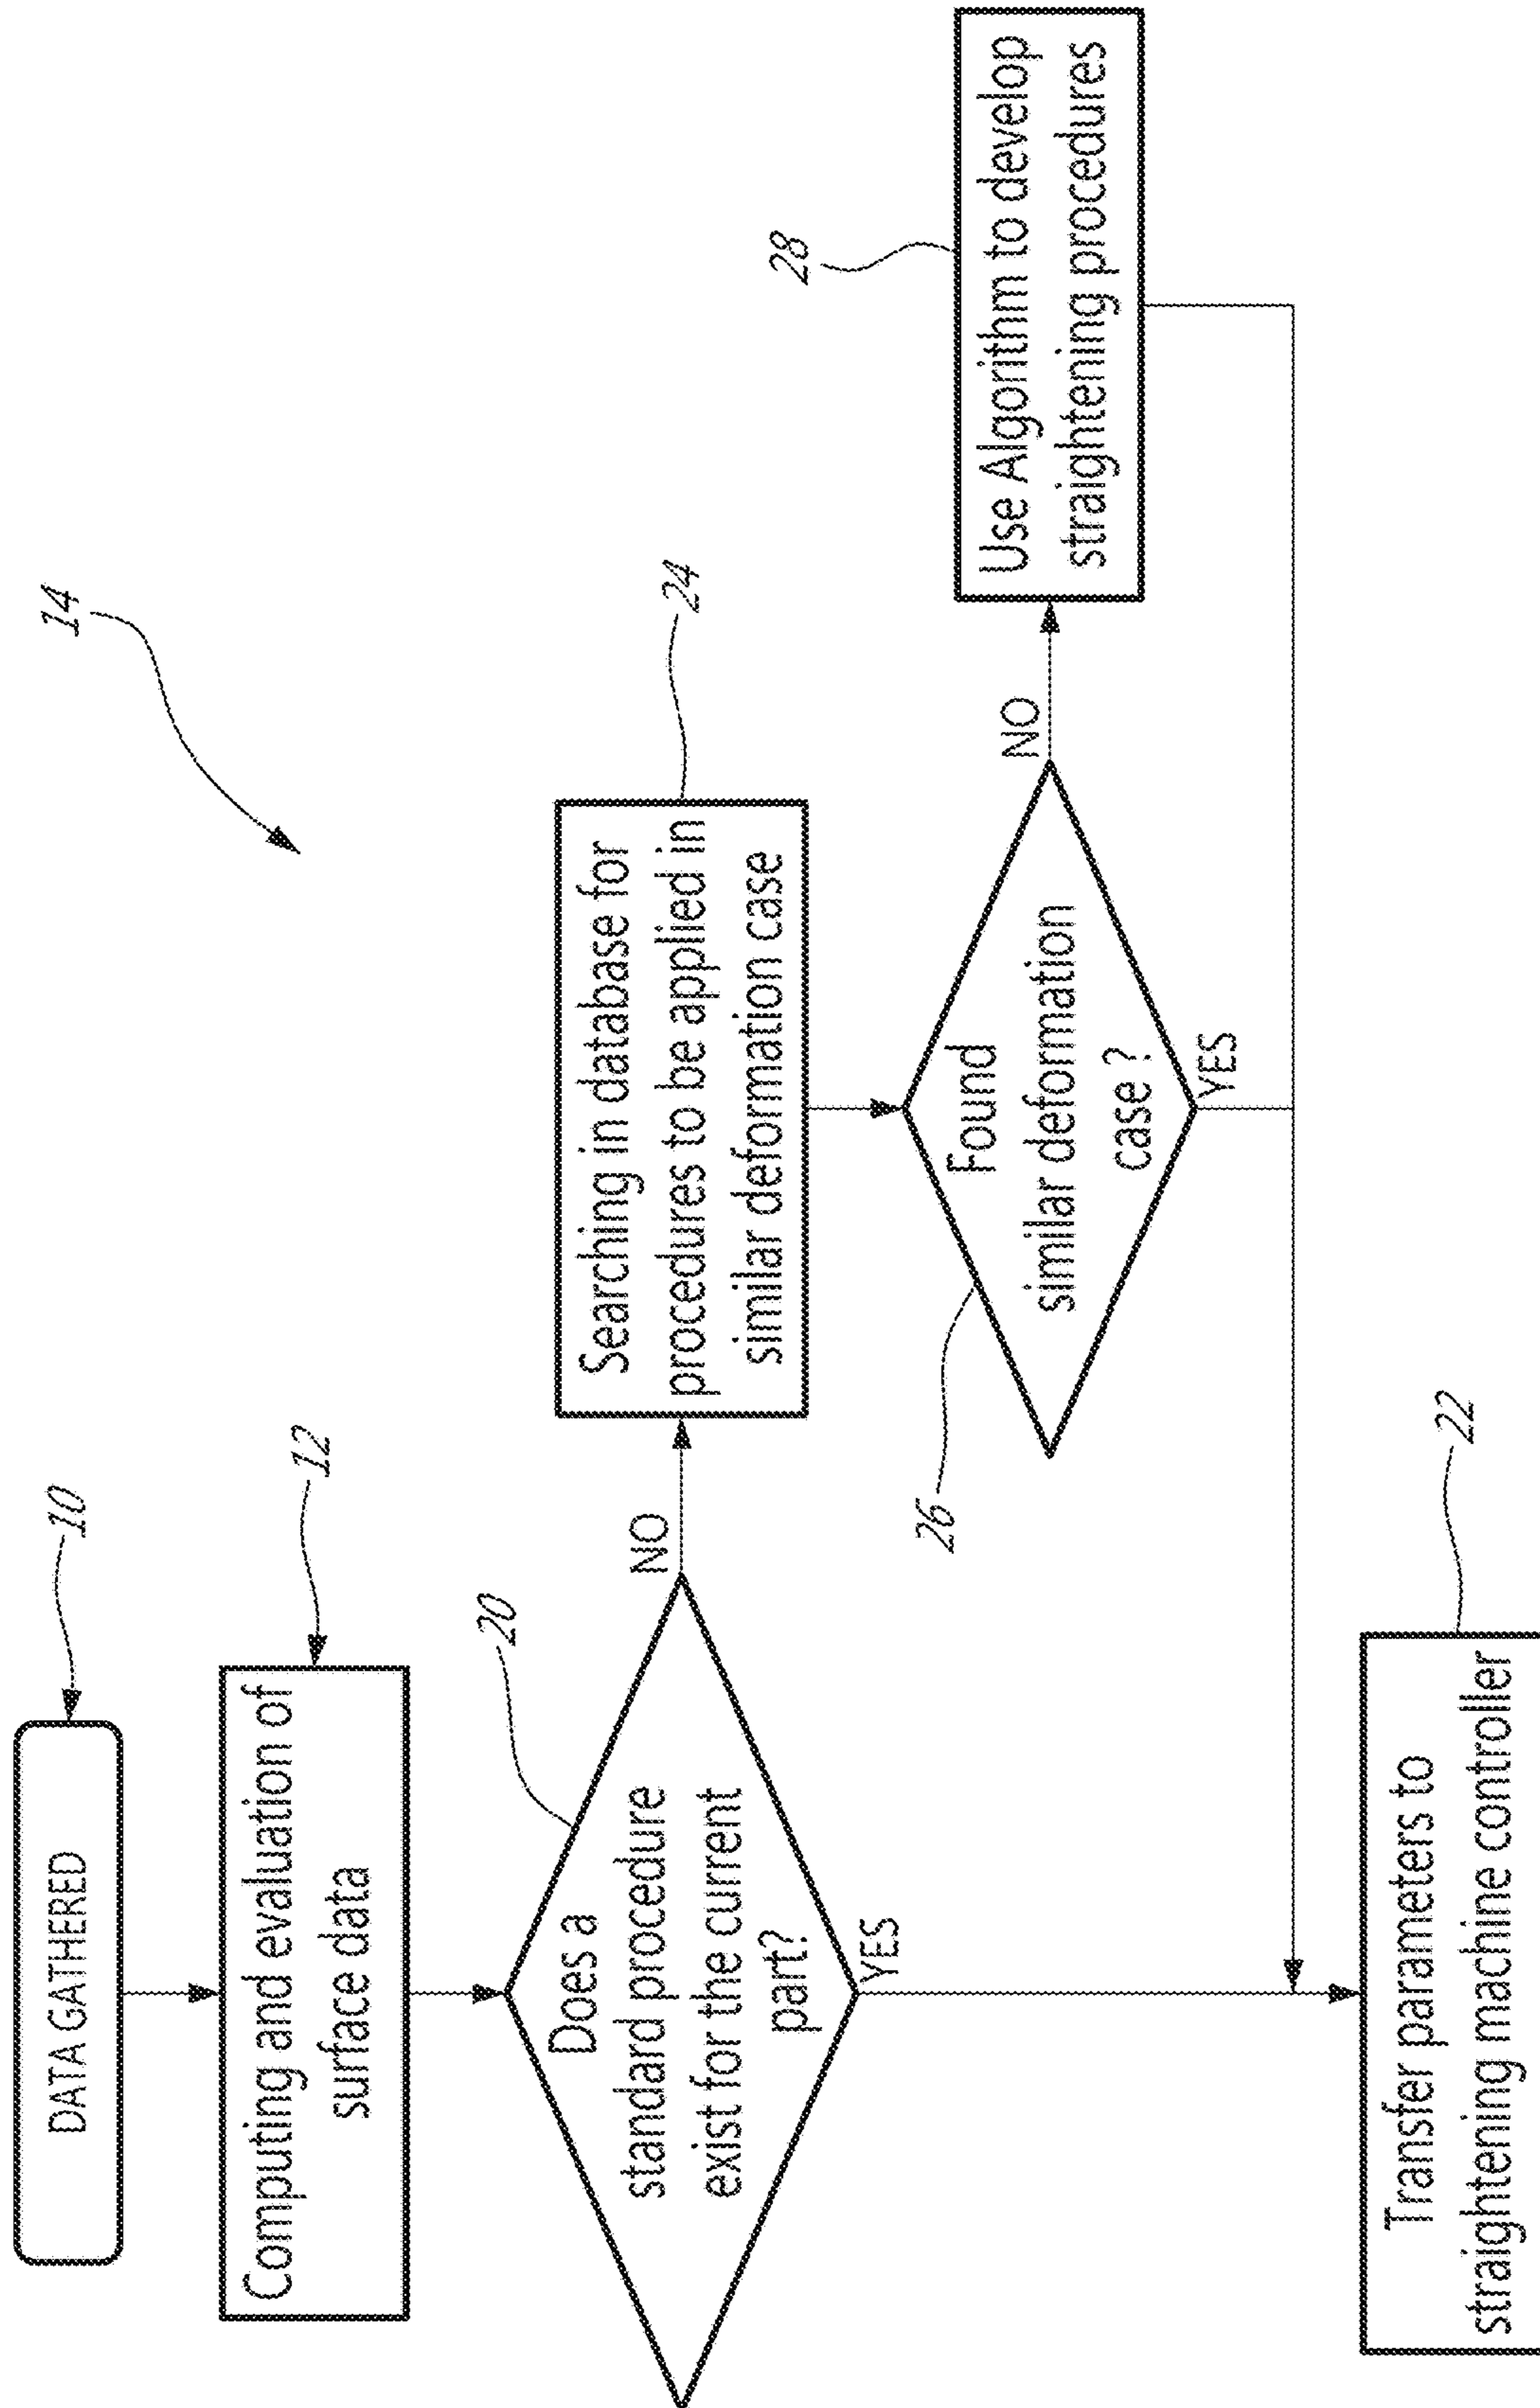 14
DATA GATHERED
10
Computing and evaluation of
surface data
12
Does a
standard procedure
exist for the current
part?
20
NO
YES
Searching in database for
procedures to be applied in
similar deformation case
24
Found
similar deformation
case ?
26
NO
YES
Use Algorithm to develop
straightening procedures
28
Transfer parameters to
straightening machine controller
22